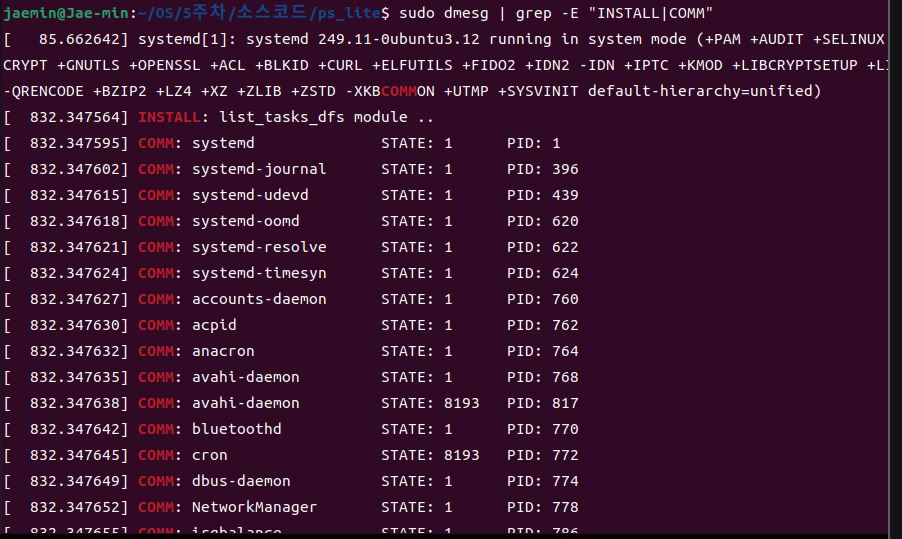 jaemin@Jae-min:~/OS/5주차/소스코드/ps_lite$ sudo dmesg | grep -E "INSTALL|COMM"
[   85.662642] systemd[1]: systemd 249.11-0ubuntu3.12 running in system mode (+PAM +AUDIT +SELINUX
CRYPT +GNUTLS +OPENSSL +ACL +BLKID +CURL +ELFUTILS +FIDO2 +IDN2 -IDN +IPTC +KMOD +LIBCRYPTSETUP
-QRENCODE +BZIP2 +LZ4 +XZ +ZLIB +ZSTD -XKBCOMMON +UTMP +SYSVINIT default-hierarchy=unified)
[  832.347564] INSTALL: list_tasks_dfs module ..
[  832.347595] COMM: systemd              STATE: 1      PID: 1
[  832.347602] COMM: systemd-journal      STATE: 1      PID: 396
[  832.347615] COMM: systemd-udevd        STATE: 1      PID: 439
[  832.347618] COMM: systemd-oomd         STATE: 1      PID: 620
[  832.347621] COMM: systemd-resolve      STATE: 1      PID: 622
[  832.347624] COMM: systemd-timesyn      STATE: 1      PID: 624
[  832.347627] COMM: accounts-daemon      STATE: 1      PID: 760
[  832.347630] COMM: acpid                STATE: 1      PID: 762
[  832.347632] COMM: anacron              STATE: 1      PID: 764
[  832.347635] COMM: avahi-daemon         STATE: 1      PID: 768
[  832.347638] COMM: avahi-daemon         STATE: 8193   PID: 817
[  832.347642] COMM: bluetoothd           STATE: 1      PID: 770
[  832.347645] COMM: cron                 STATE: 8193   PID: 772
[  832.347649] COMM: dbus-daemon          STATE: 1      PID: 774
[  832.347652] COMM: NetworkManager       STATE: 1      PID: 778
[  832.347655] COMM: irqbalance           STATE: 1      PID: 786